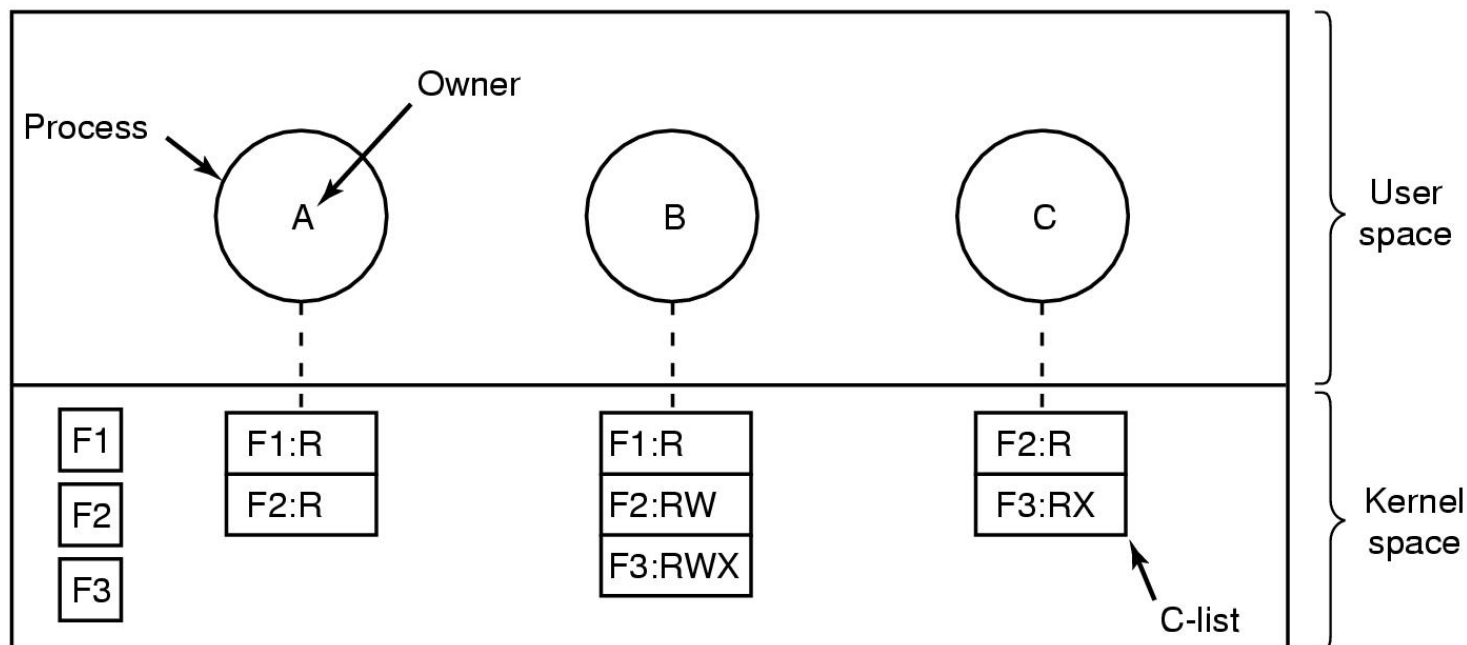 Owner
Process
A
B
C
User
space
F1
F2
F3
F1:R
F2:R
F1:R
F2:RW
F3:RWX
F2:R
F3:RX
C-list
Kernel
space